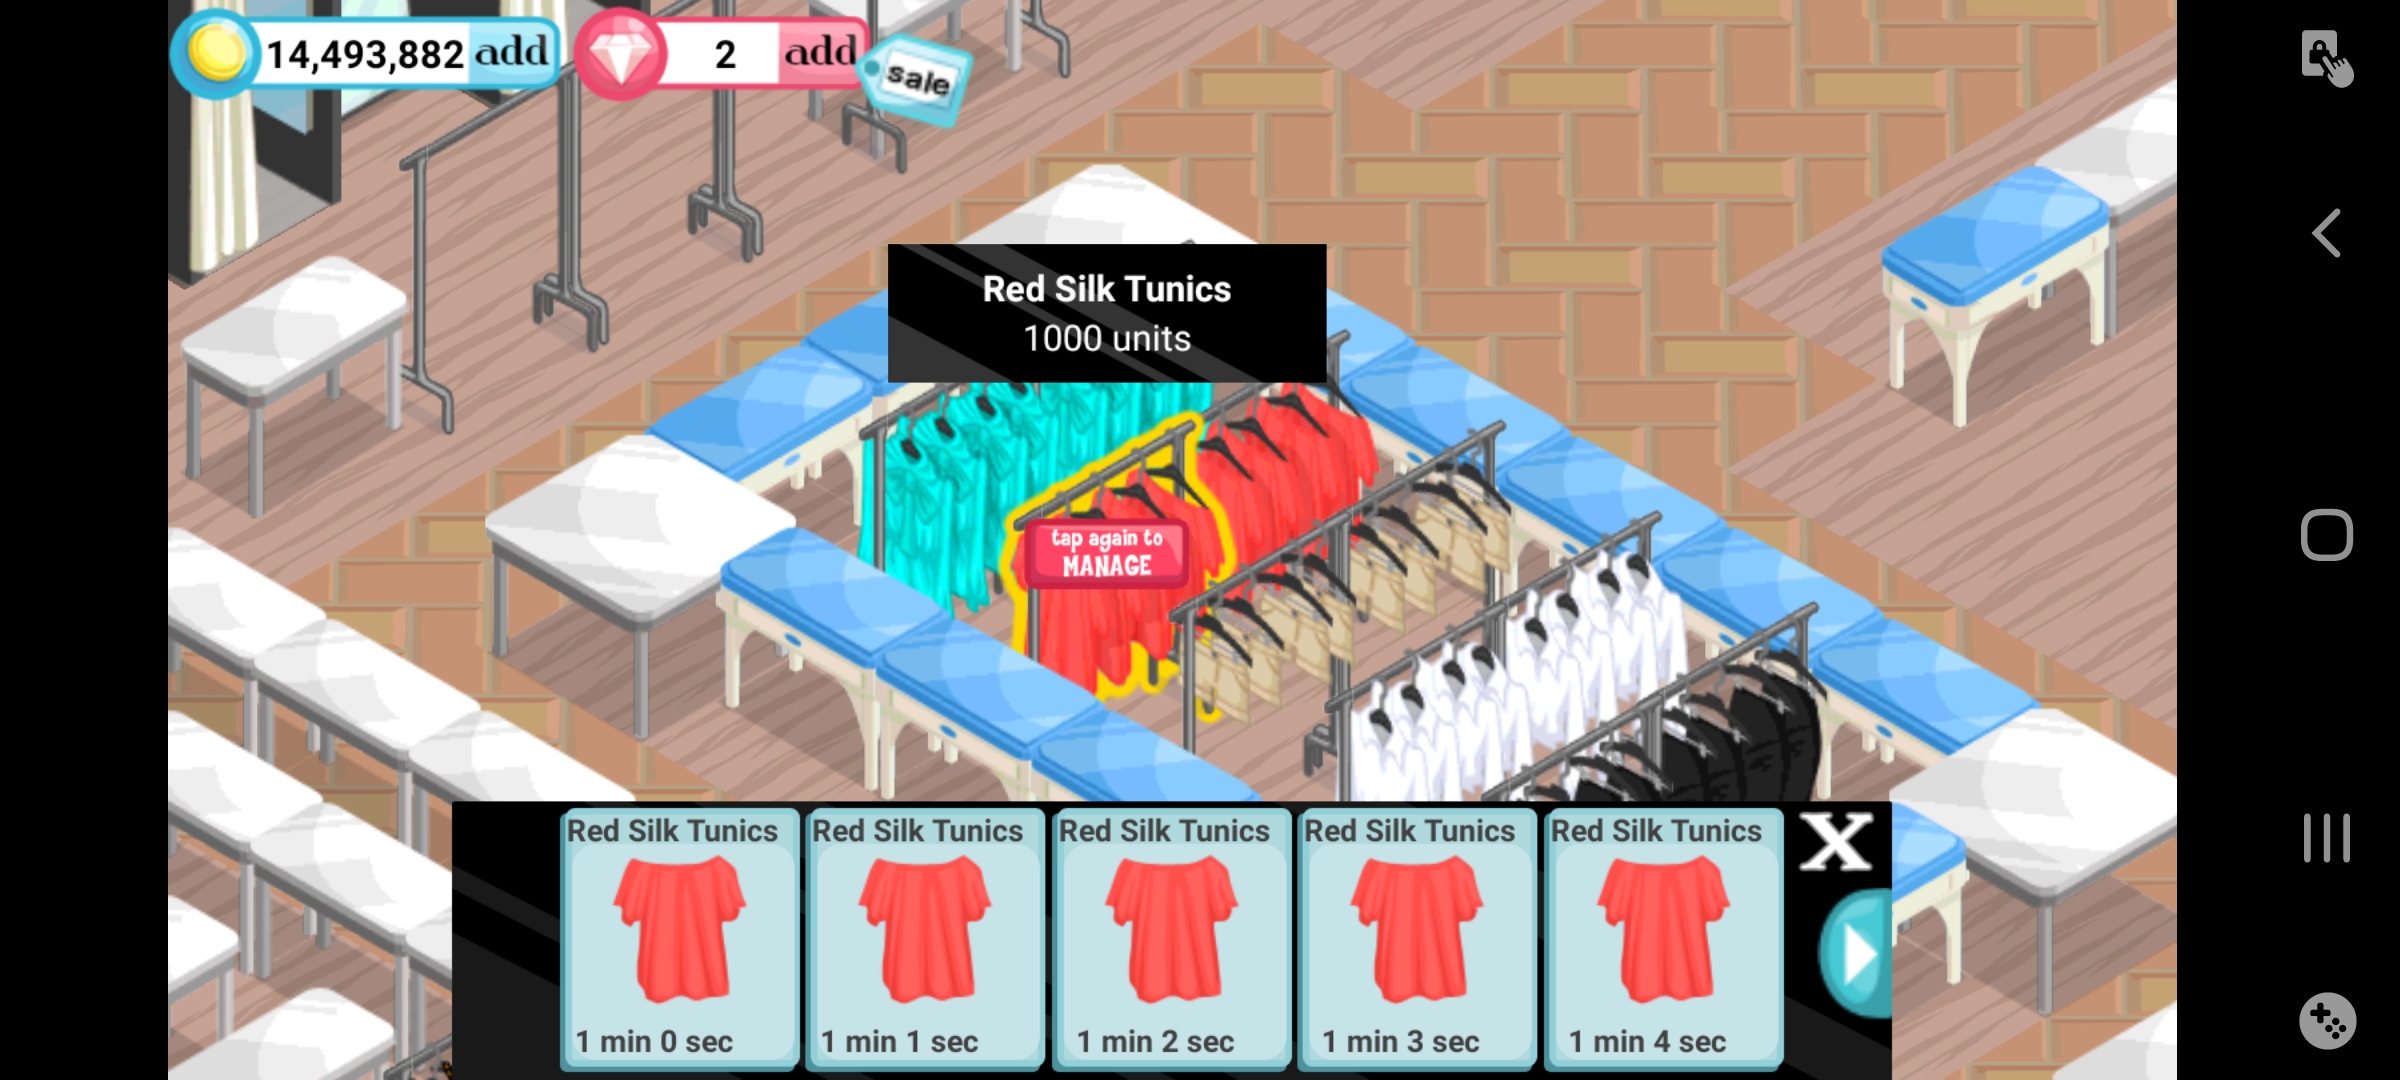 14,493,882 add
2 add
sale
Red Silk Tunics
1000 units
tap again to
MANAGE
Red Silk Tunics
1 min 0 sec
Red Silk Tunics
1 min 1 sec
Red Silk Tunics
1 min 2 sec
Red Silk Tunics
1 min 3 sec
Red Silk Tunics
1 min 4 sec
X